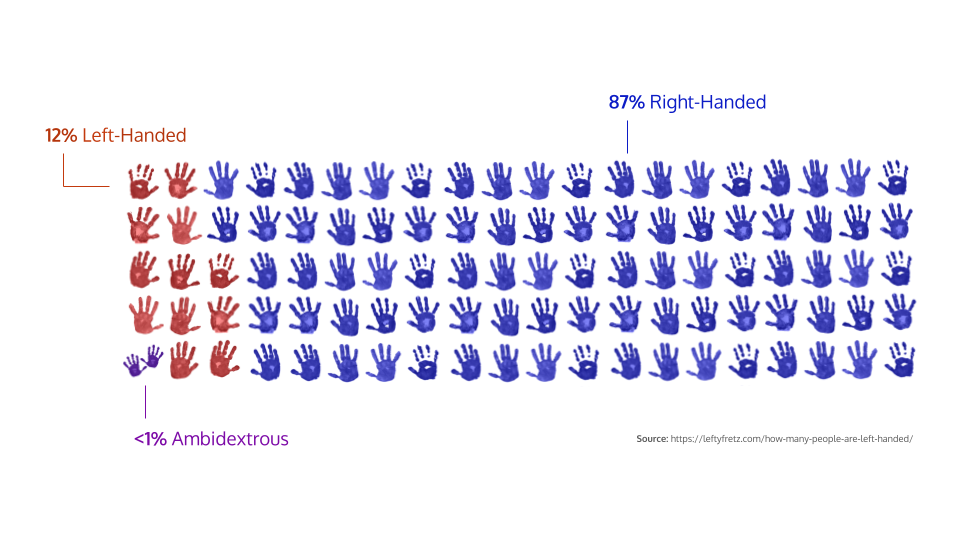 87% Right-Handed
12% Left-Handed
<1% Ambidextrous
Source: https://leftyfretz.com/how-many-people-are-left-handed/